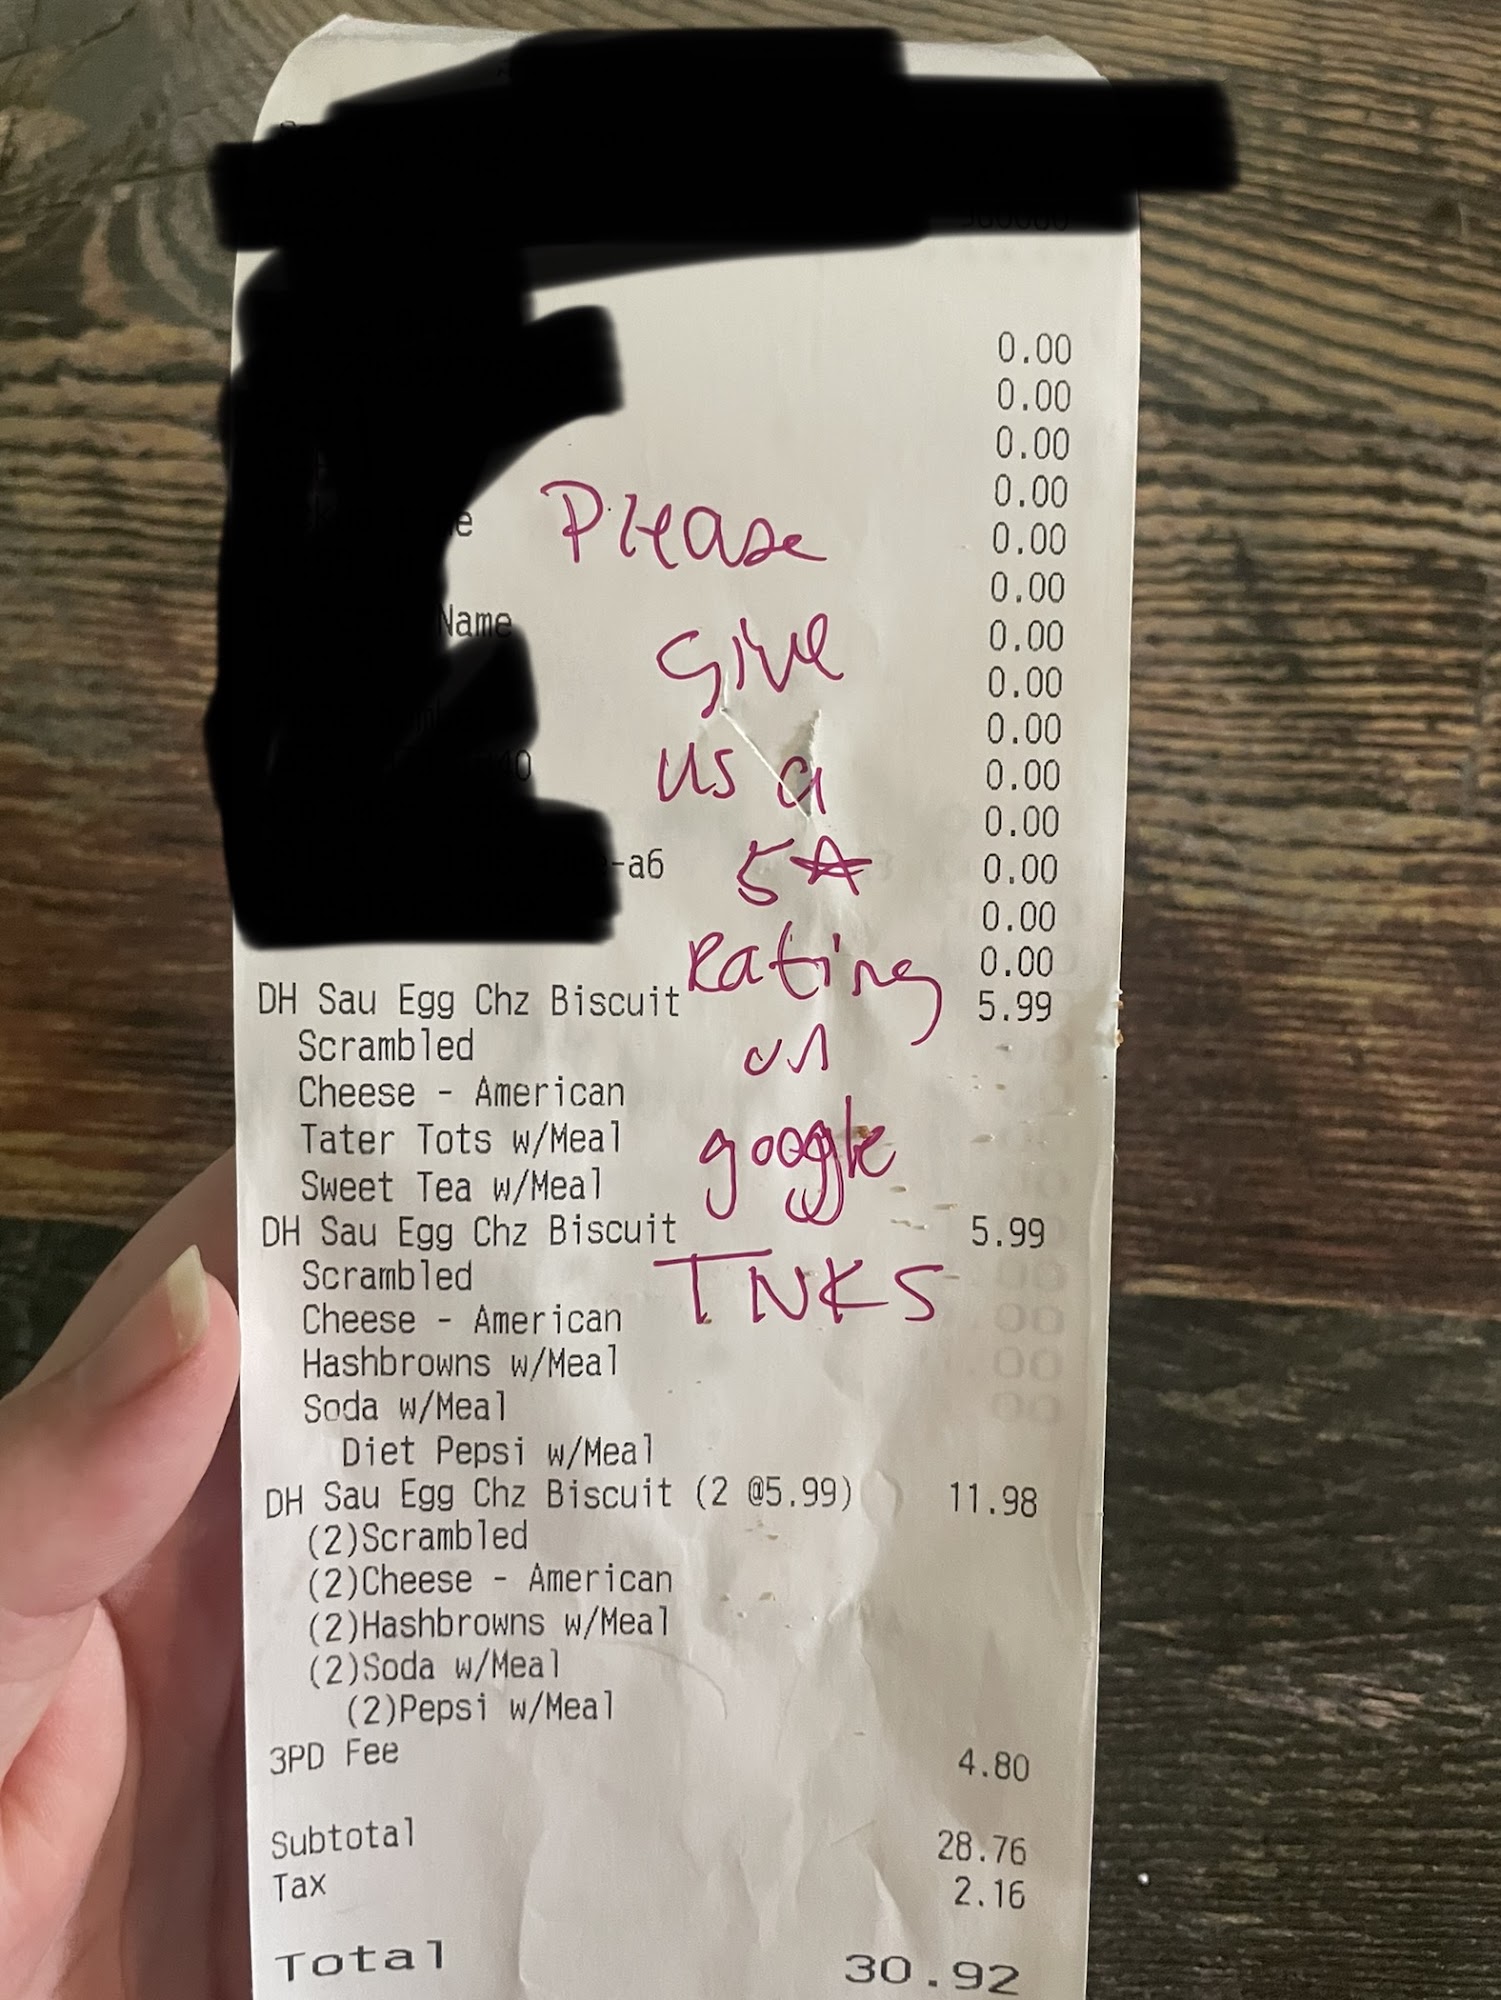 0.00
0.00
0.00
0.00
Please
0.00
0.00
Name
give
0.00
0.00
0.00
us a
0.00
0.00
-a6
5☆
0.00
0.00
Rating
0.00
DH Sau Egg Chz Biscuit 5.99
Scrambled
on
Cheese - American
Tater Tots w/Meal
google
Sweet Tea w/Meal
DH Sau Egg Chz Biscuit 5.99
Scrambled
TNKS
Cheese - American
Hashbrowns w/Meal
Soda w/Meal
Diet Pepsi w/Meal
DH Sau Egg Chz Biscuit (2 @5.99) 11.98
(2)Scrambled
(2)Cheese - American
(2)Hashbrowns w/Meal
(2)Soda w/Meal
(2)Pepsi w/Meal
3PD Fee 4.80
Subtotal 28.76
Tax 2.16
Total 30.92